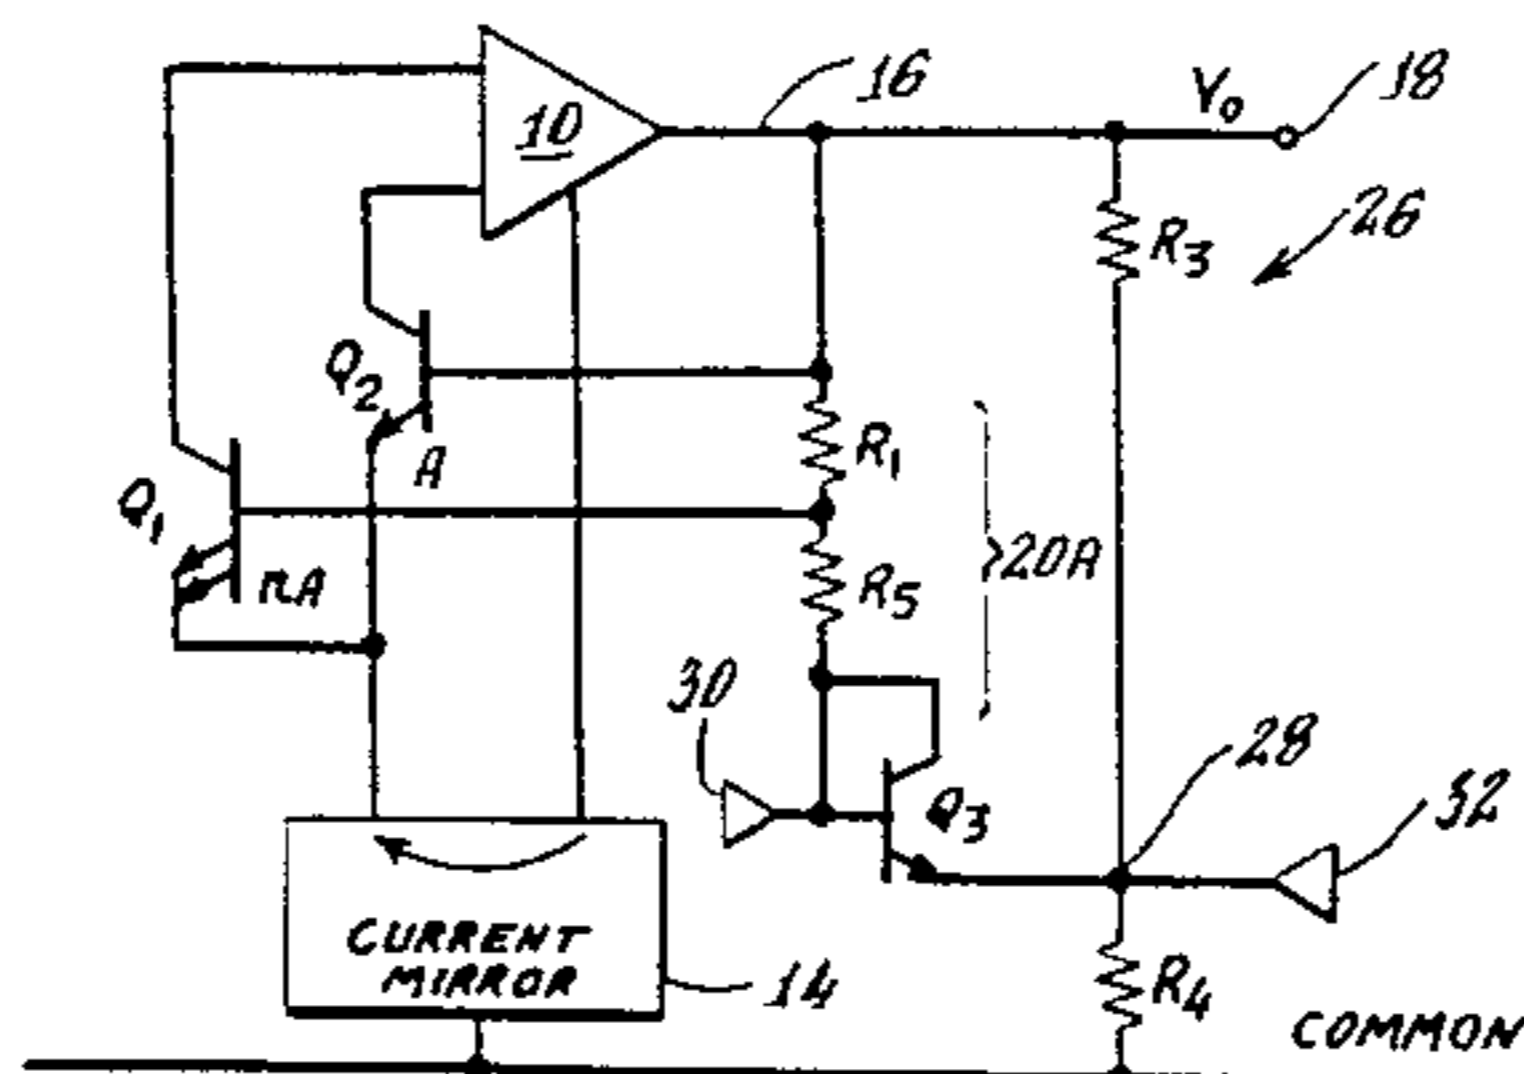 10
16
V₀
18
26
R₃
Q₂
A
R₁
Q₁
nA
20A
R₅
30
28
Q₃
32
CURRENT
MIRROR
14
R₄
COMMON